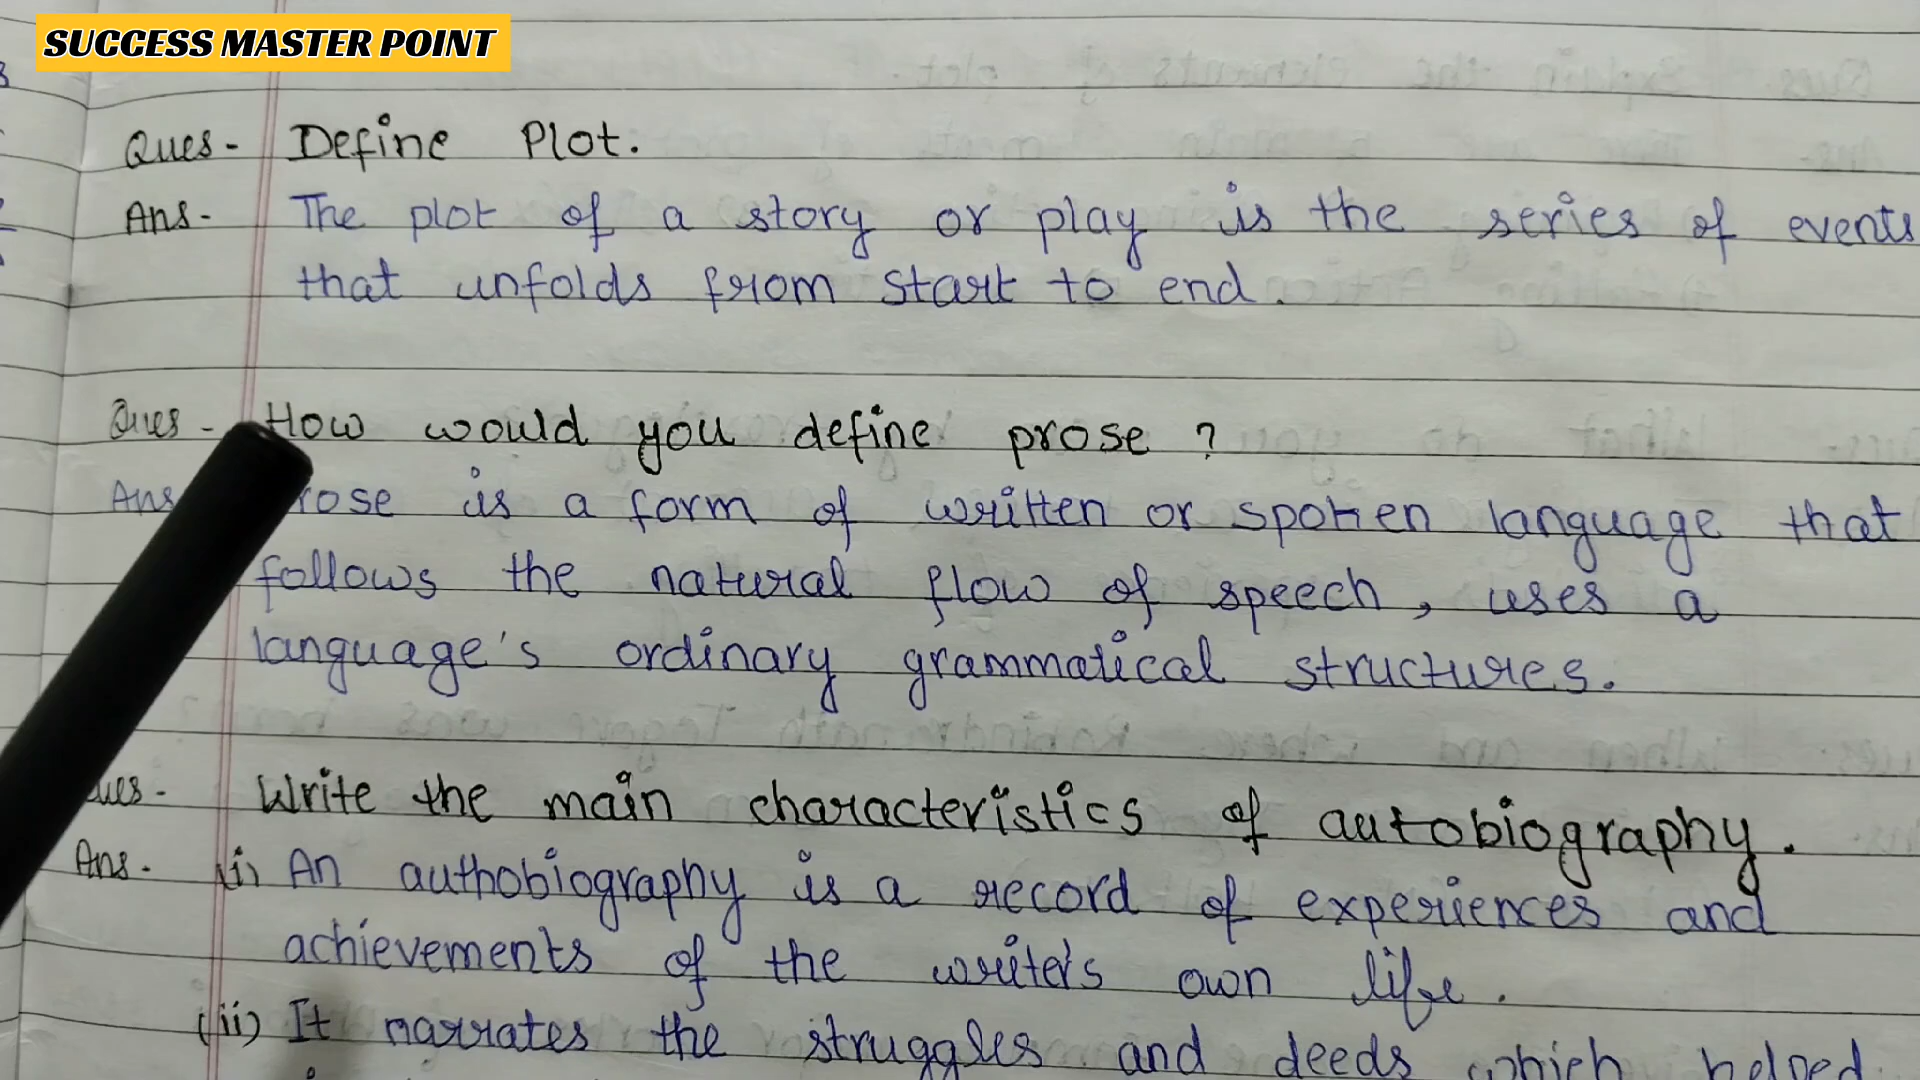 SUCCESS MASTER POINT
Ques - Define Plot.
Ans - The plot of a story or play is the series of events
that unfolds from start to end.
Ques - How would you define prose ?
Ans rose is a form of written or spoken language that
follows the natural flow of speech, uses a
language's ordinary grammatical structures.
ues - Write the main characteristics of autobiography.
Ans - (i) An authobiography is a record of experiences and
achievements of the writer's own life.
(ii) It narrates the struggles and deeds which helped